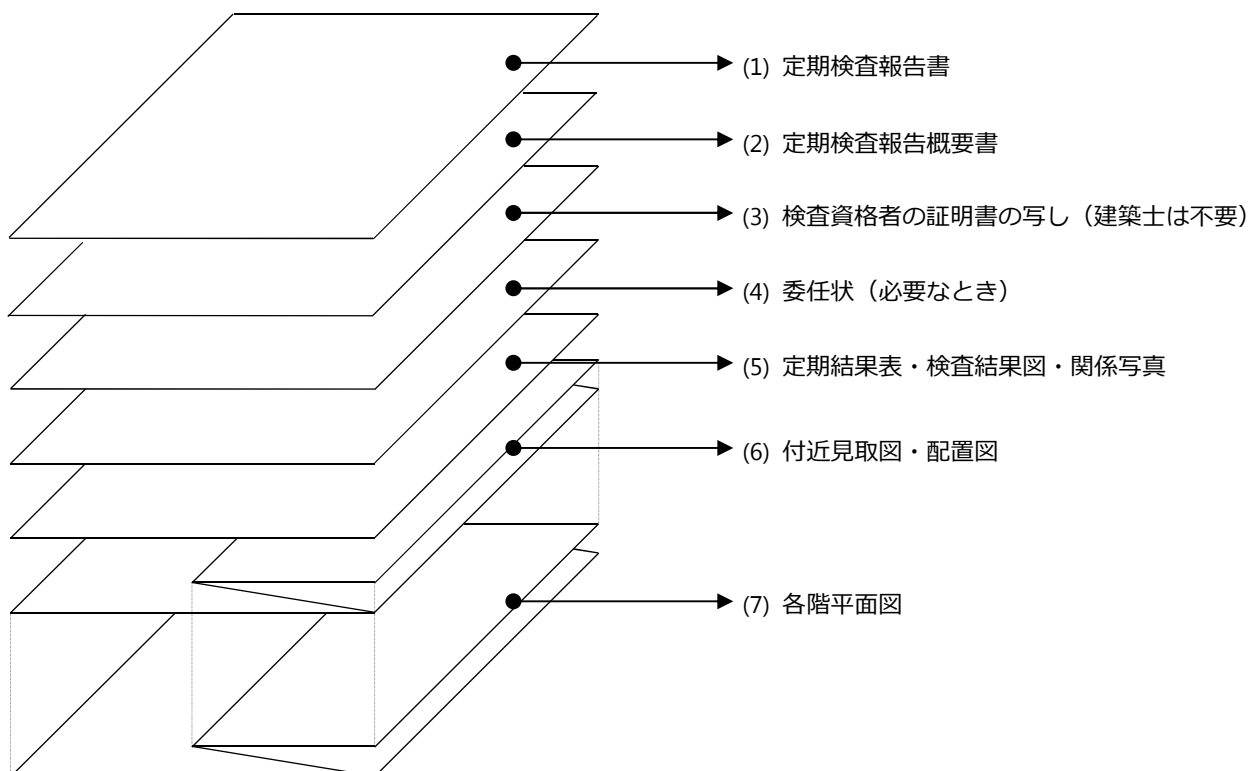 (1) 定期検査報告書
(2) 定期検査報告概要書
(3) 検査資格者の証明書の写し（建築士は不要）
(4) 委任状（必要なとき）
(5) 定期結果表・検査結果図・関係写真
(6) 付近見取図・配置図
(7) 各階平面図